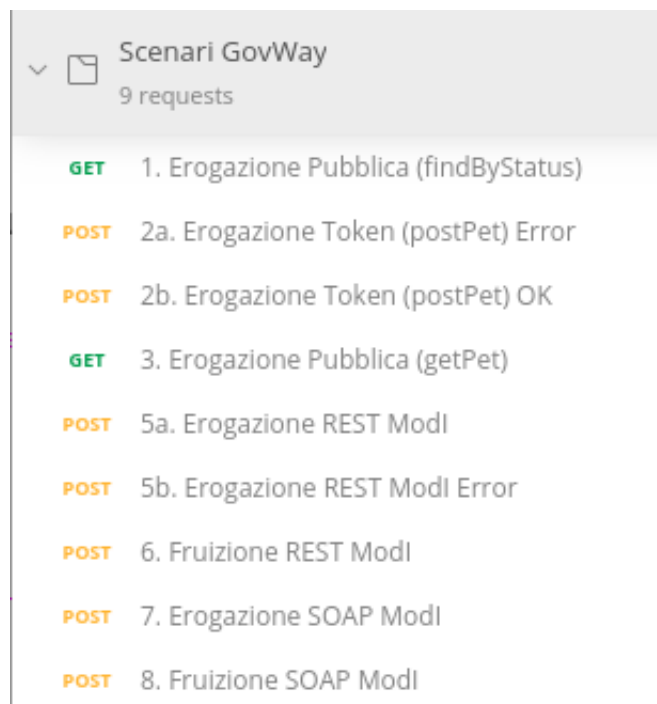 Scenari GovWay
9 requests
GET 1. Erogazione Pubblica (findByStatus)
POST 2a. Erogazione Token (postPet) Error
POST 2b. Erogazione Token (postPet) OK
GET 3. Erogazione Pubblica (getPet)
POST 5a. Erogazione REST ModI
POST 5b. Erogazione REST ModI Error
POST 6. Fruizione REST ModI
POST 7. Erogazione SOAP ModI
POST 8. Fruizione SOAP ModI